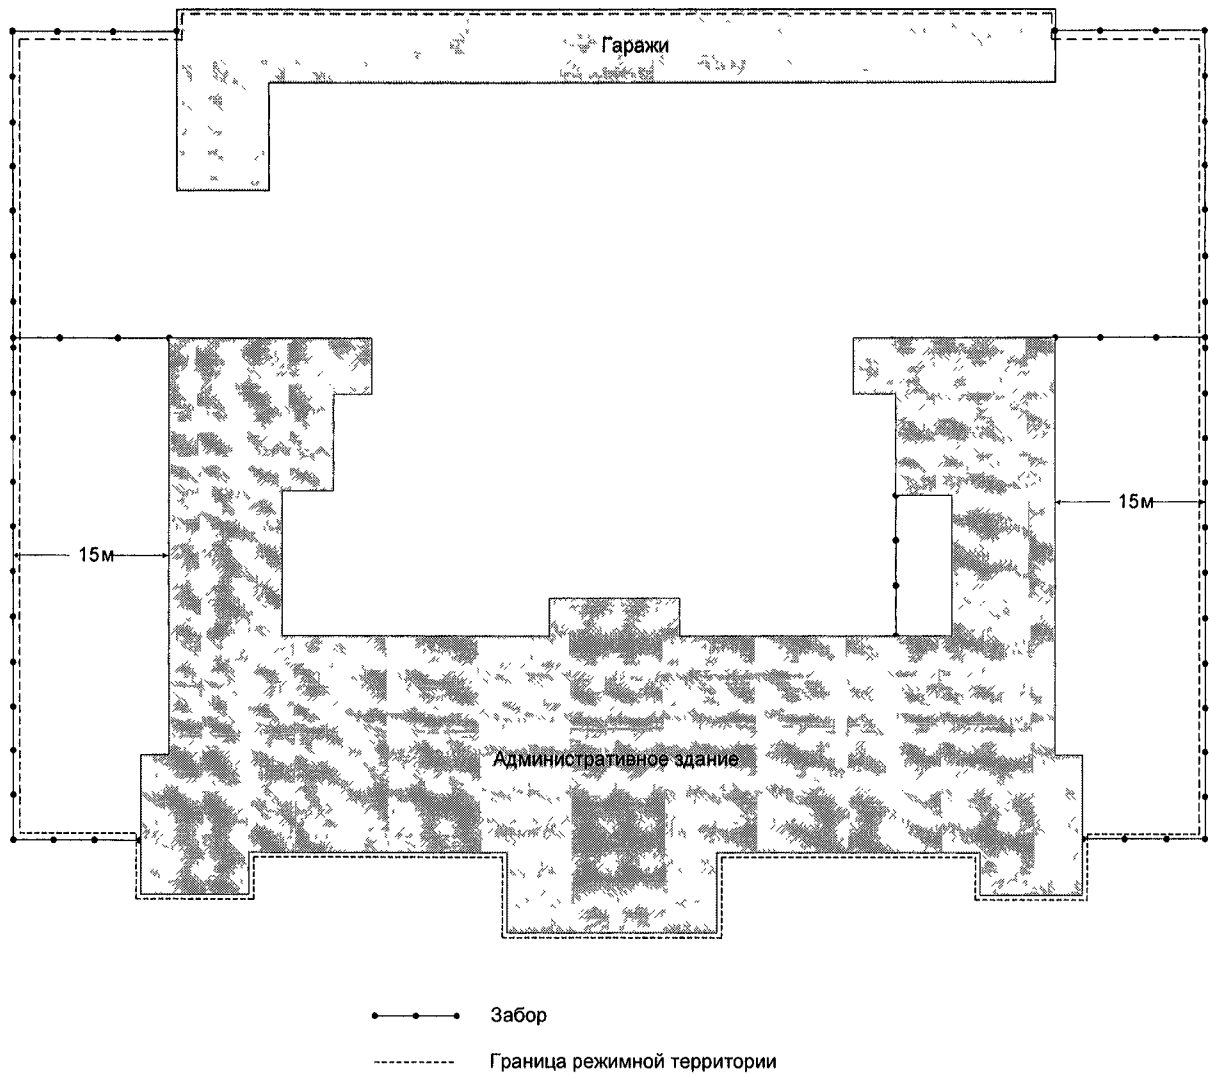 Гаражи
15м
15м
Административное здание
Забор
Граница режимной территории